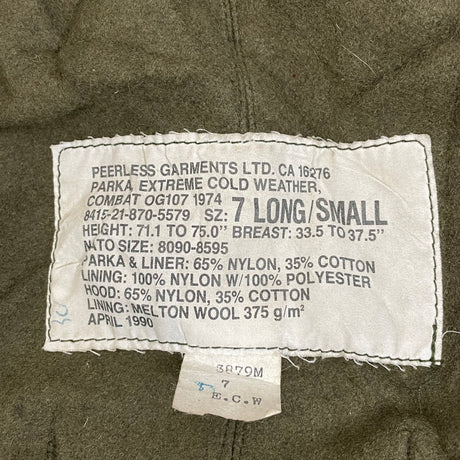 PEERLESS GARMENTS LTD. CA 16276
PARKA EXTREME COLD WEATHER,
COMBAT OG107 1974
8415-21-870-5579 SZ: 7 LONG/SMALL
HEIGHT: 71.1 TO 75.0" BREAST: 33.5 TO 37.5"
NATO SIZE: 8090-8595
PARKA & LINER: 65% NYLON, 35% COTTON
LINING: 100% NYLON W/100% POLYESTER
HOOD: 65% NYLON, 35% COTTON
LINING: MELTON WOOL 375 g/m²
APRIL 1990
3879M
7
E.C.W